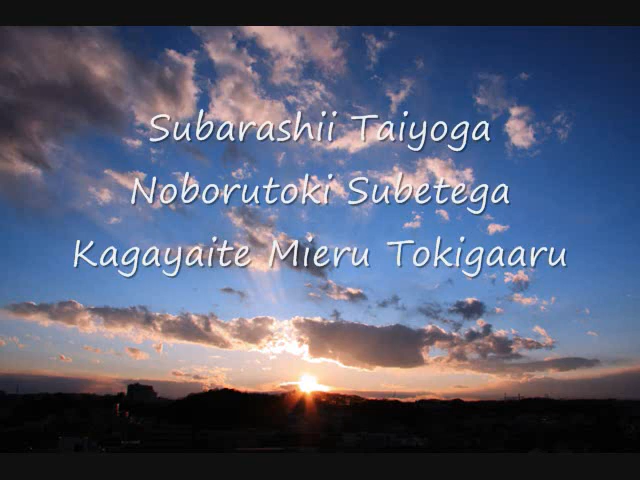 Subarashii Taiyoga
Noborutoki Subetega
Kagayaite Mieru Tokigaaru